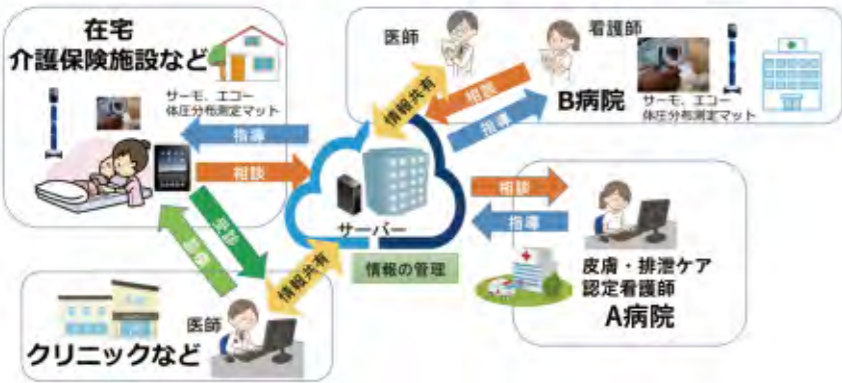 在宅
介護保険施設など
サーモ、エコー
体圧分布測定マット
指導
相談
受診
診療
医師
看護師
B病院
サーモ、エコー
体圧分布測定マット
情報共有
相談
指導
サーバー
情報の管理
相談
指導
皮膚・排泄ケア
認定看護師
A病院
情報共有
医師
クリニックなど